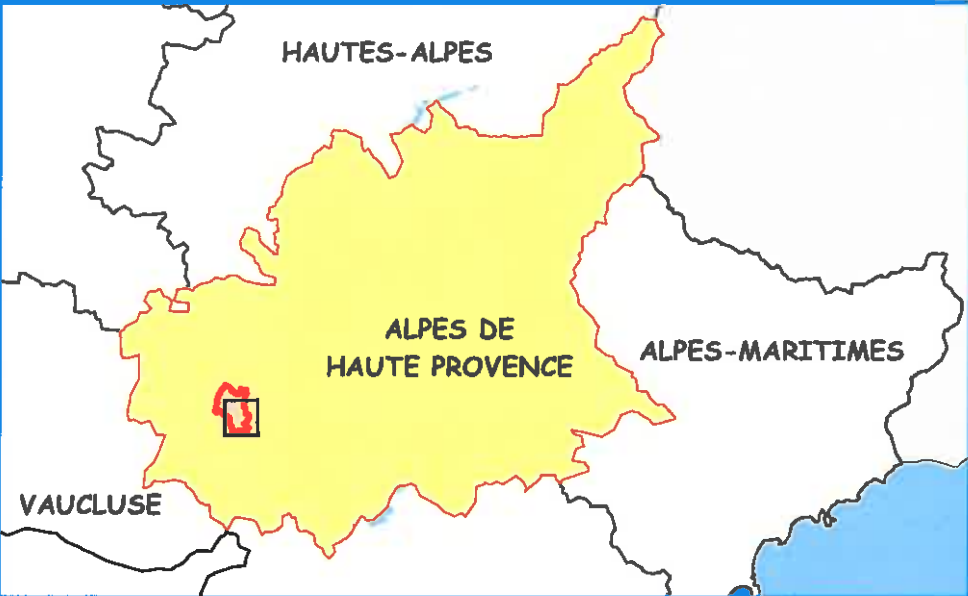 HAUTES-ALPES
ALPES DE
HAUTE PROVENCE
ALPES-MARITIMES
VAUCLUSE